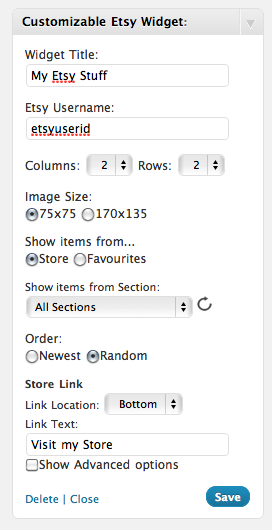 Customizable Etsy Widget:
Widget Title:
My Etsy Stuff
Etsy Username:
etsyuserid
Columns: 2 Rows: 2
Image Size:
75x75 170x135
Show items from...
Store Favourites
Show items from Section:
All Sections
Order:
Newest Random
Store Link
Link Location: Bottom
Link Text:
Visit my Store
Show Advanced options
Delete | Close Save